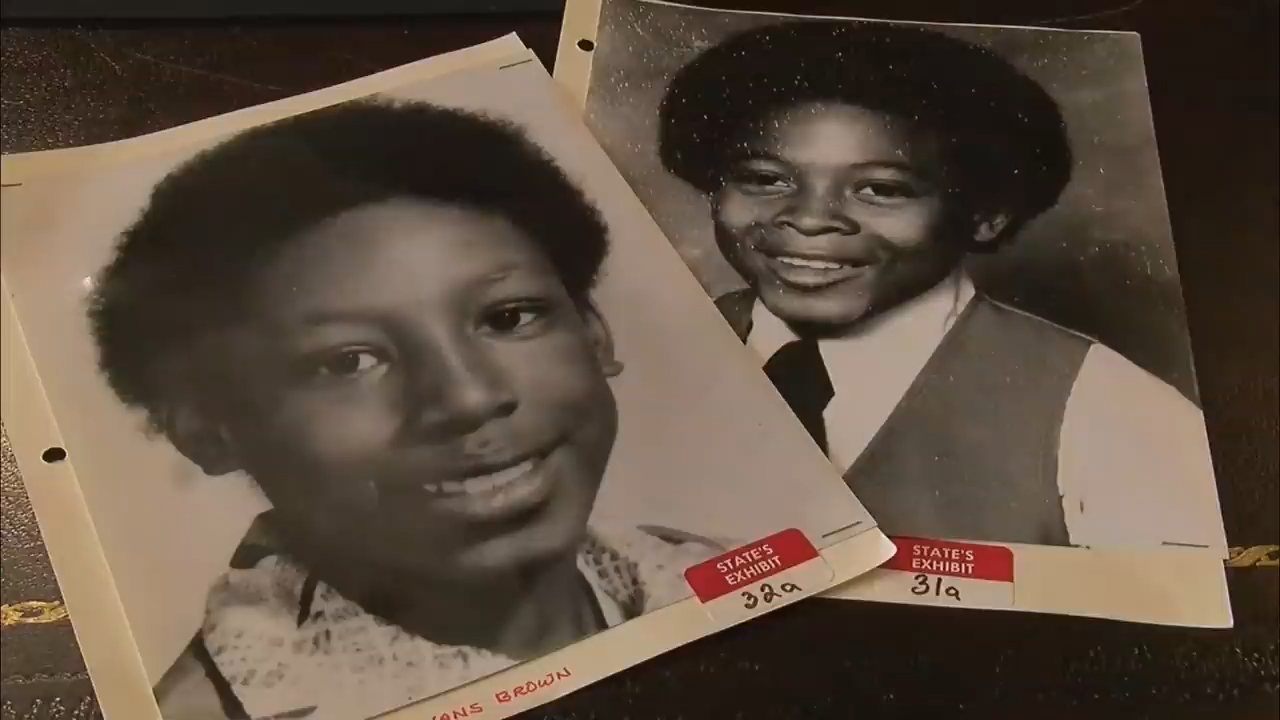 STATE'S
EXHIBIT
32a
STATE'S
EXHIBIT
31a
BROWN